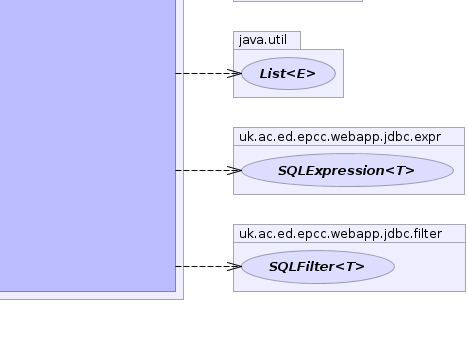 java.util
List<E>
uk.ac.ed.epcc.webapp.jdbc.expr
SQLExpression<T>
uk.ac.ed.epcc.webapp.jdbc.filter
SQLFilter<T>